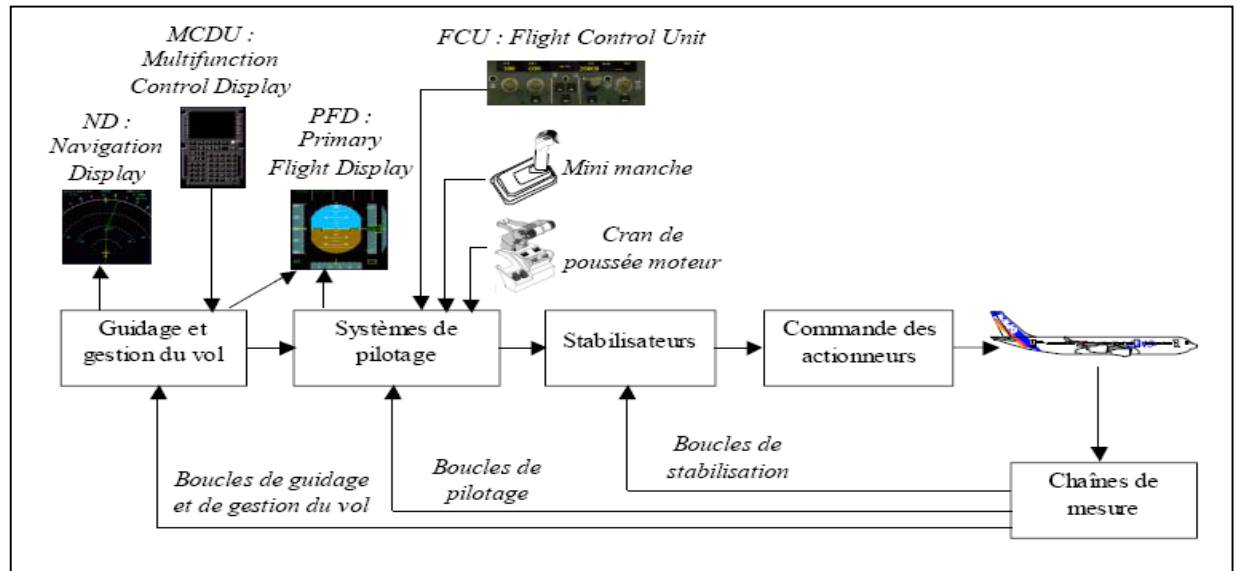 MCDU :
Multifunction
Control Display
FCU : Flight Control Unit
ND :
Navigation
Display
PFD :
Primary
Flight Display
Mini manche
Cran de
poussée moteur
Guidage et
gestion du vol
Systèmes de
pilotage
Stabilisateurs
Commande des
actionneurs
Boucles de guidage
et de gestion du vol
Boucles de
pilotage
Boucles de
stabilisation
Chaînes de
mesure